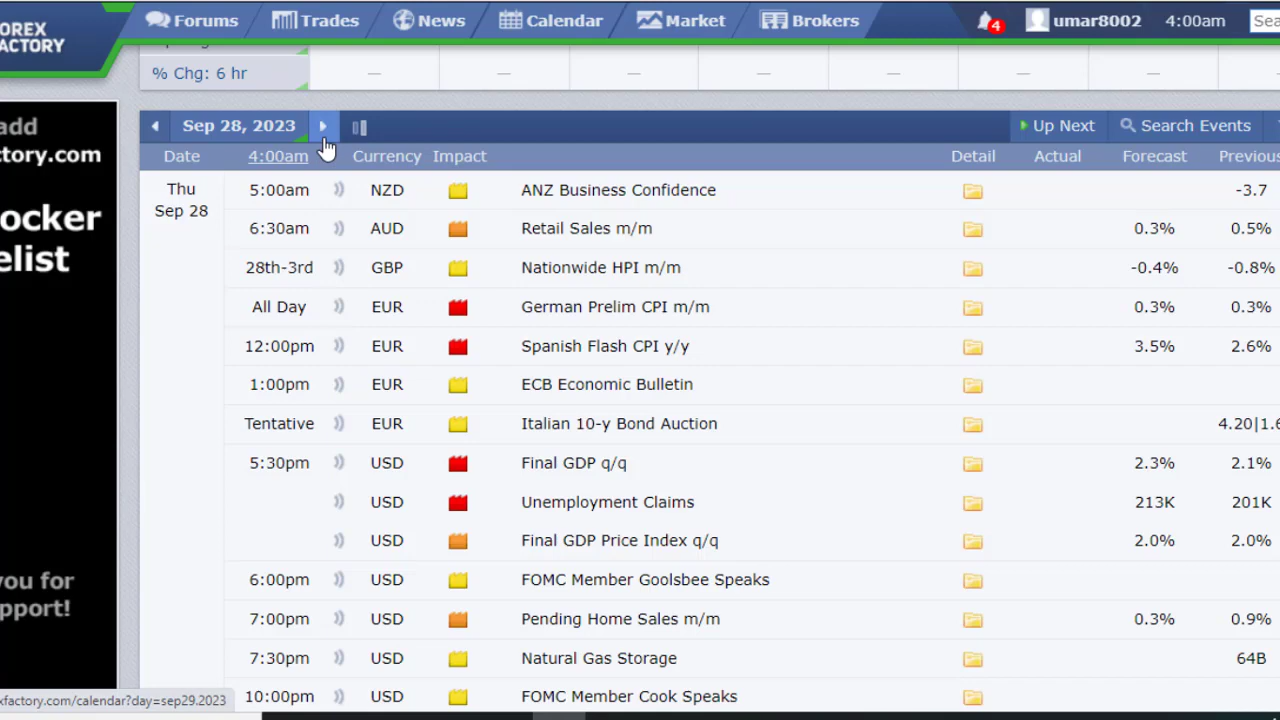 OREX
ACTORY
Forums
Trades
News
Calendar
Market
Brokers
4
umar8002
4:00am
Sea
% Chg: 6 hr
— — — — — — —
add
ctory.com
ocker
elist
you for
pport!
Sep 28, 2023
Up Next
Search Events
Date 4:00am Currency Impact Detail Actual Forecast Previous
Thu
Sep 28
5:00am NZD ANZ Business Confidence -3.7
6:30am AUD Retail Sales m/m 0.3% 0.5%
28th-3rd GBP Nationwide HPI m/m -0.4% -0.8%
All Day EUR German Prelim CPI m/m 0.3% 0.3%
12:00pm EUR Spanish Flash CPI y/y 3.5% 2.6%
1:00pm EUR ECB Economic Bulletin
Tentative EUR Italian 10-y Bond Auction 4.20|1.6
5:30pm USD Final GDP q/q 2.3% 2.1%
USD Unemployment Claims 213K 201K
USD Final GDP Price Index q/q 2.0% 2.0%
6:00pm USD FOMC Member Goolsbee Speaks
7:00pm USD Pending Home Sales m/m 0.3% 0.9%
7:30pm USD Natural Gas Storage 64B
10:00pm USD FOMC Member Cook Speaks
xfactory.com/calendar?day=sep29.2023